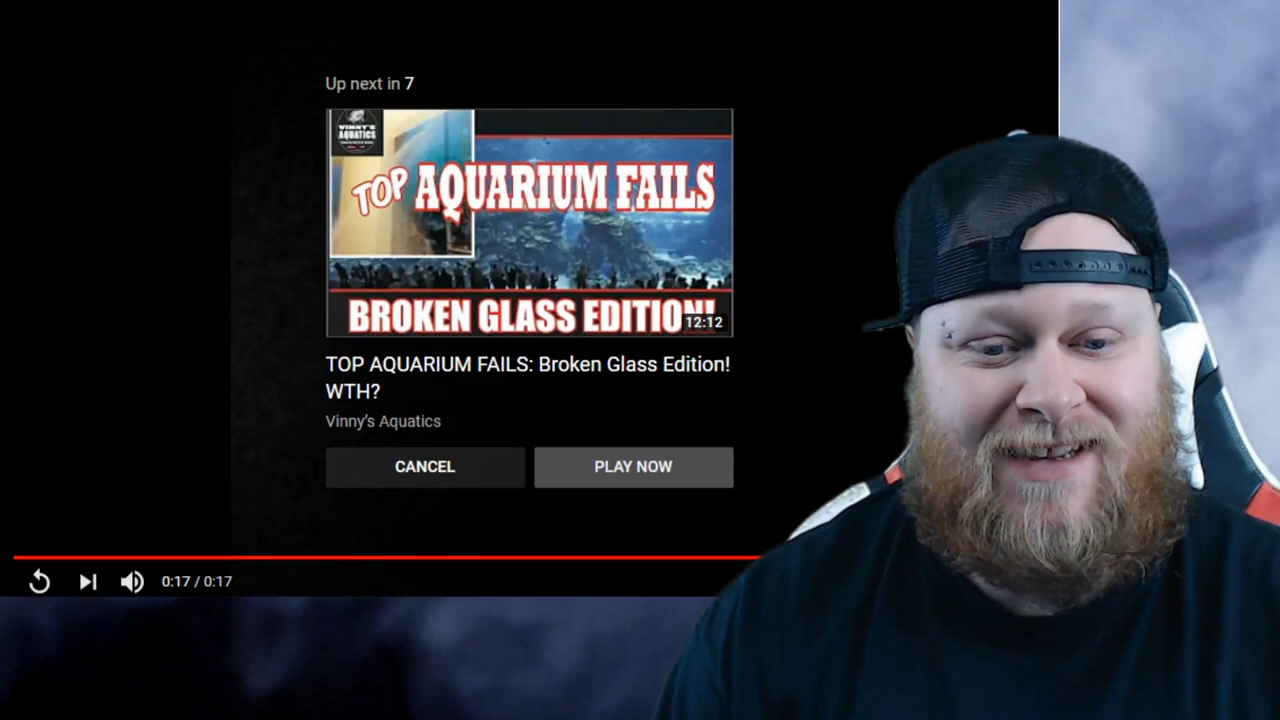 Up next in 7
VINNY'S
AQUATICS
TOP AQUARIUM FAILS
BROKEN GLASS EDITION!
12:12
TOP AQUARIUM FAILS: Broken Glass Edition!
WTH?
Vinny's Aquatics
CANCEL
PLAY NOW
0:17 / 0:17